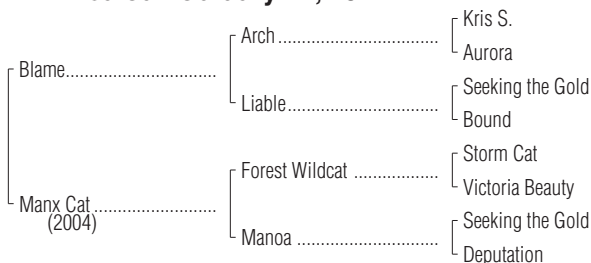 Kris S.
Arch
Aurora
Blame
Seeking the Gold
Liable
Bound
Storm Cat
Forest Wildcat
Victoria Beauty
Manx Cat
(2004)
Seeking the Gold
Manoa
Deputation